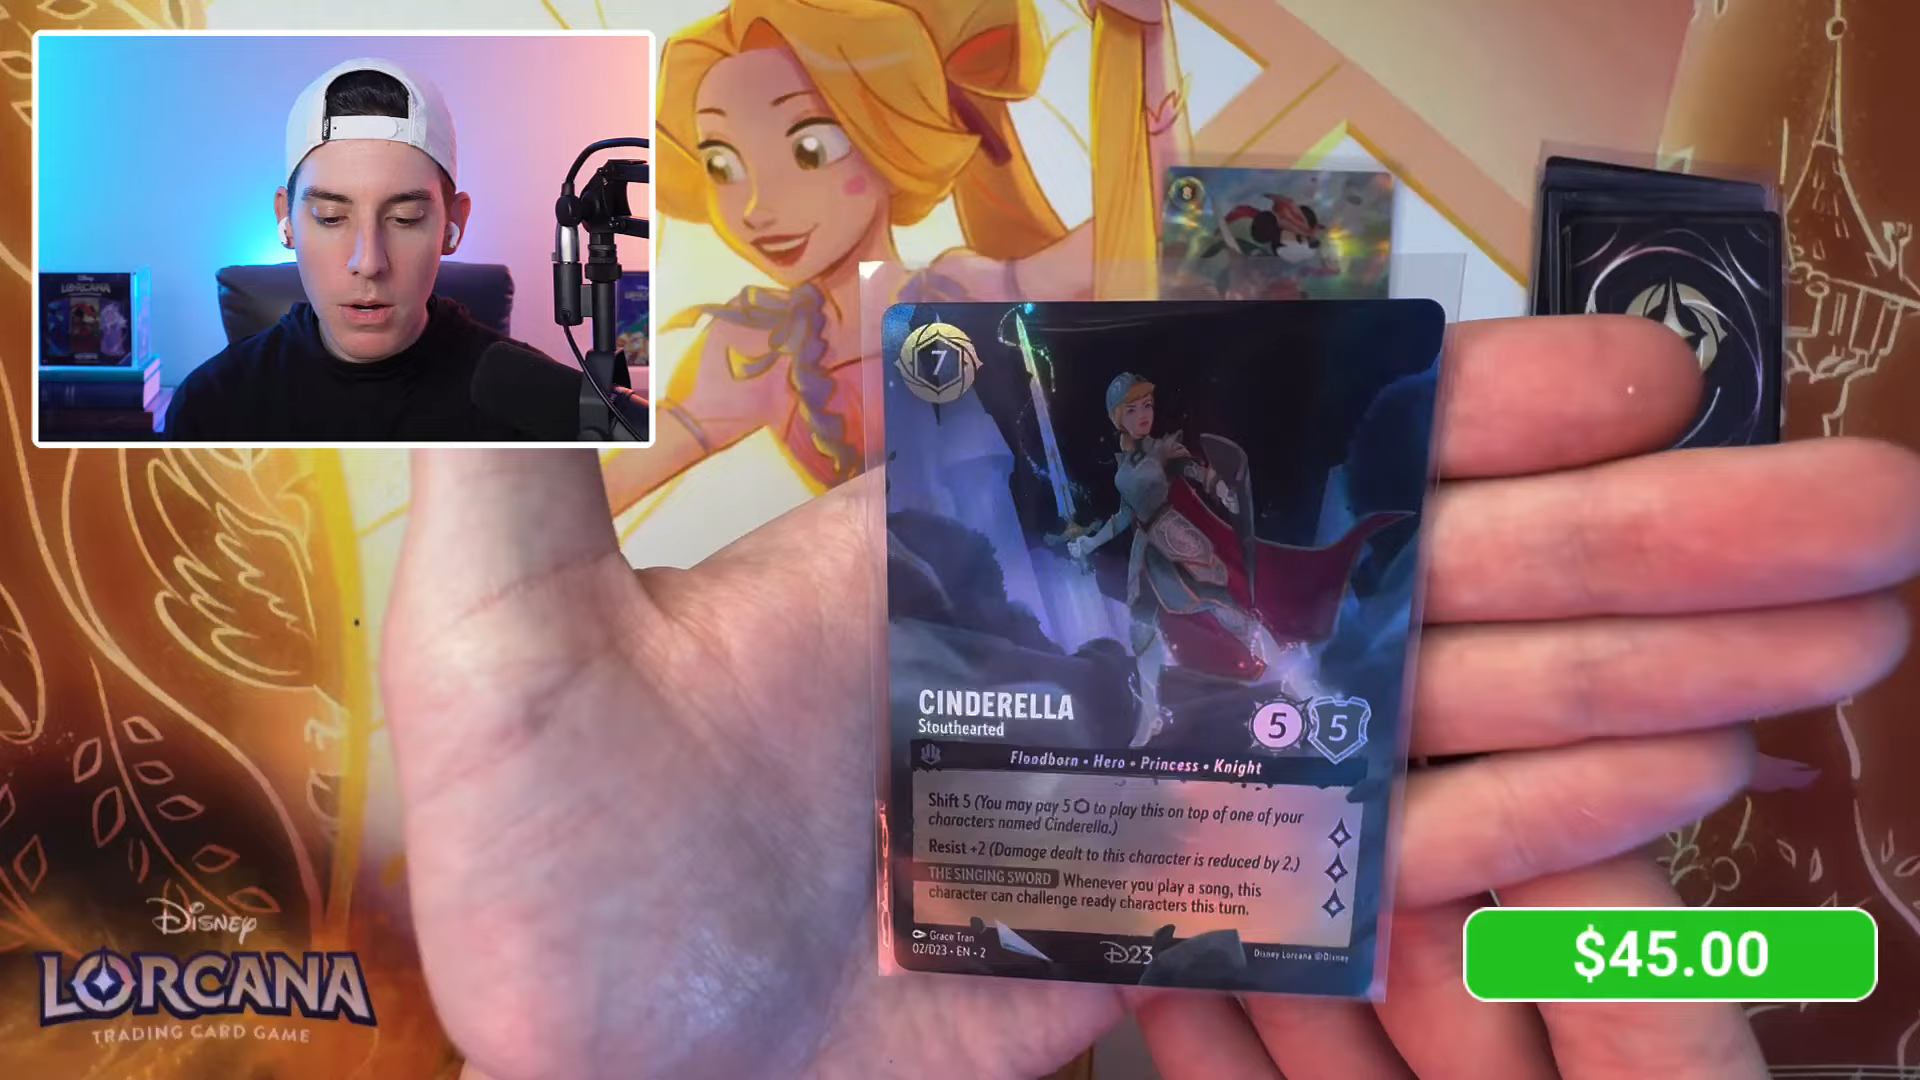 LORCANA
7
CINDERELLA
Stouthearted
5 5
Floodborn • Hero • Princess • Knight
Shift 5 (You may pay 5 ⬡ to play this on top of one of your
characters named Cinderella.)
Resist +2 (Damage dealt to this character is reduced by 2.)
THE SINGING SWORD Whenever you play a song, this
character can challenge ready characters this turn.
Grace Tran
02/D23 • EN • 2
D23
Disney Lorcana ©Disney
$45.00
Disney
LORCANA
TRADING CARD GAME